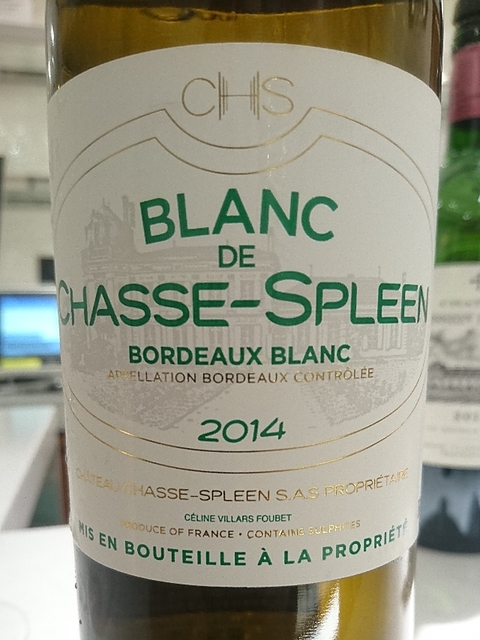 CHS
BLANC
DE
CHASSE-SPLEEN
BORDEAUX BLANC
APPELLATION BORDEAUX CONTRÔLÉE
2014
CHÂTEAU CHASSE-SPLEEN S.A.S PROPRIÉTAIRE
CÉLINE VILLARS FOUBET
PRODUCE OF FRANCE • CONTAINS SULPHITES
MIS EN BOUTEILLE À LA PROPRIÉTÉ